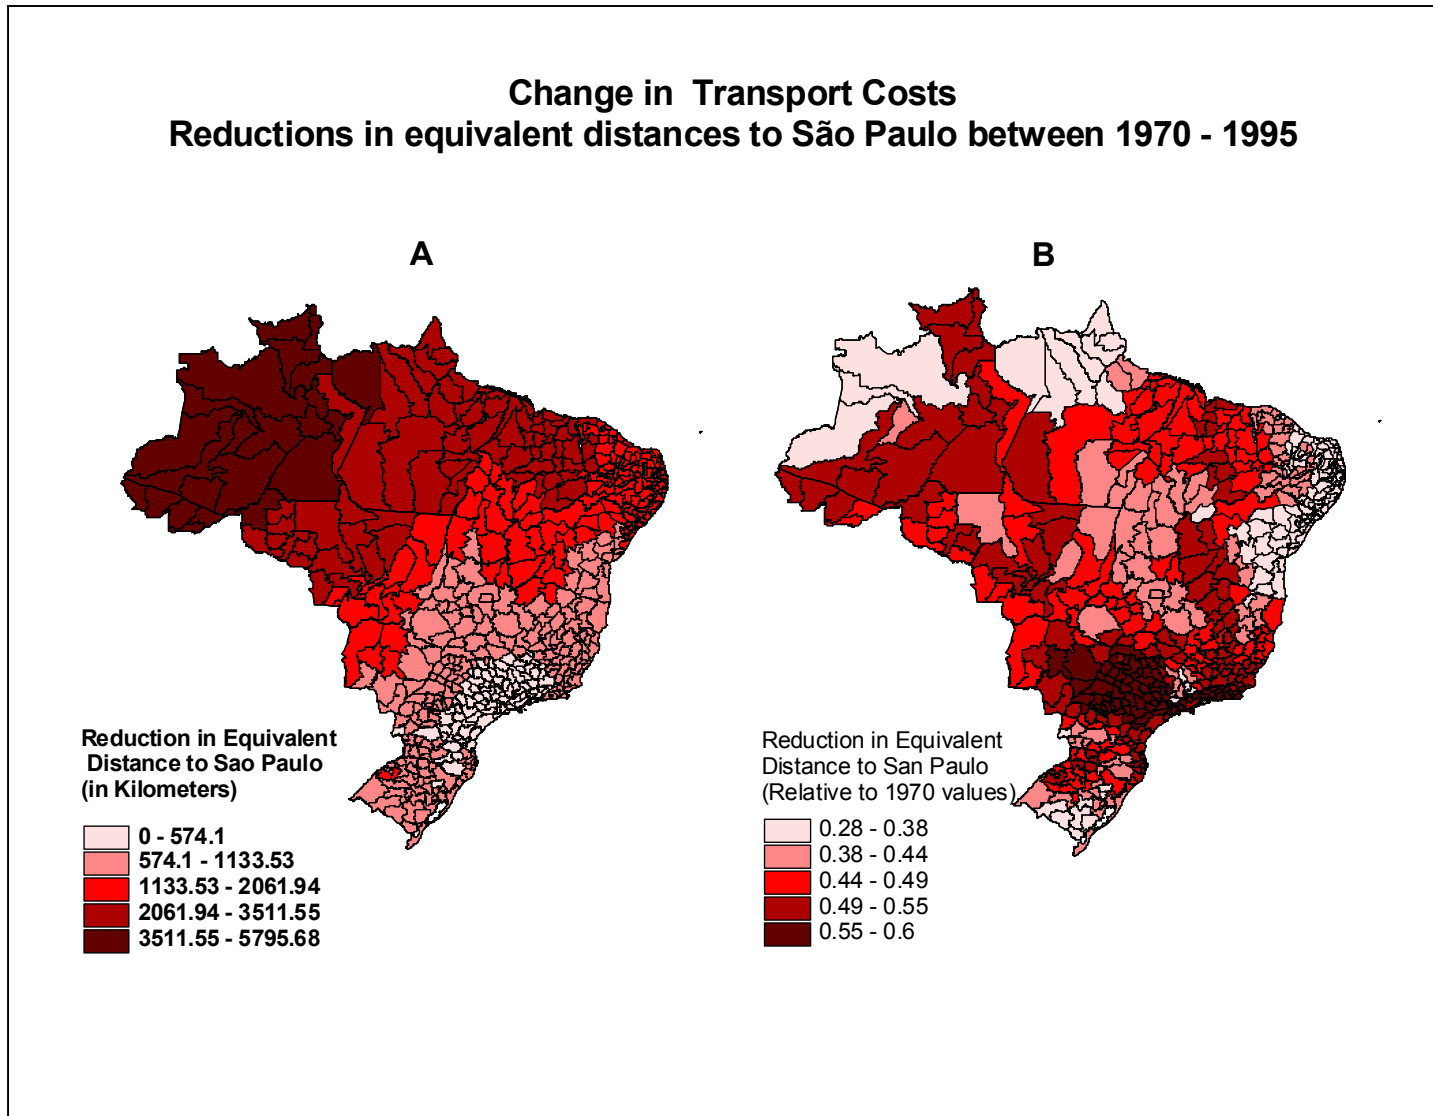 Change in Transport Costs
Reductions in equivalent distances to São Paulo between 1970 - 1995
A
B
Reduction in Equivalent
Distance to Sao Paulo
(in Kilometers)
0 - 574.1
574.1 - 1133.53
1133.53 - 2061.94
2061.94 - 3511.55
3511.55 - 5795.68
Reduction in Equivalent
Distance to San Paulo
(Relative to 1970 values)
0.28 - 0.38
0.38 - 0.44
0.44 - 0.49
0.49 - 0.55
0.55 - 0.6